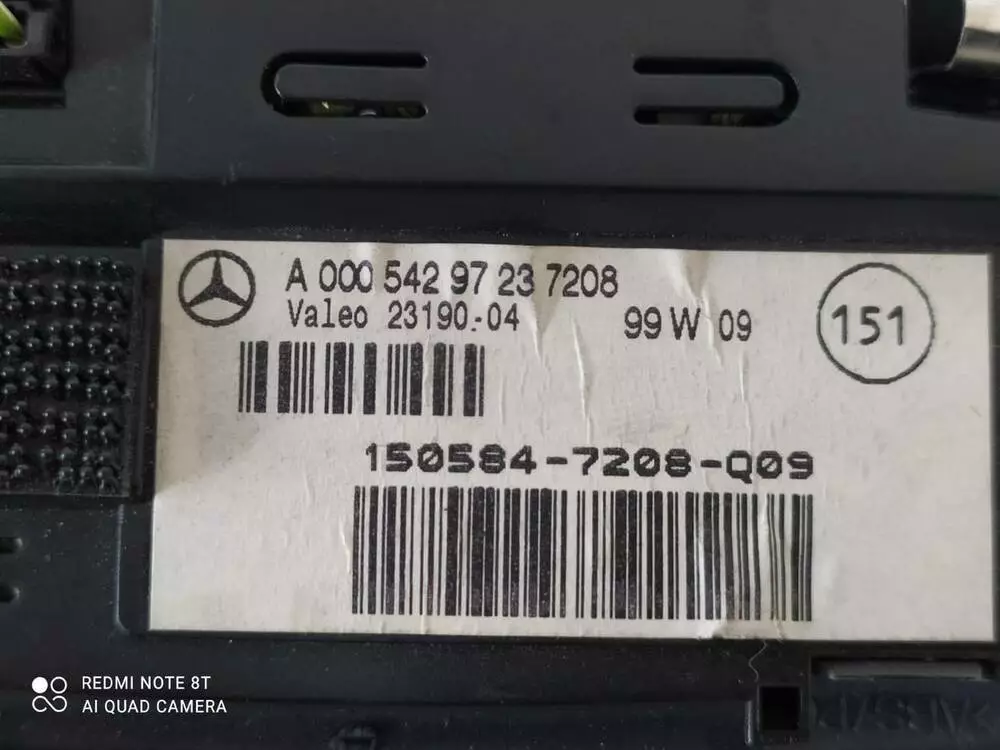 A 000 542 97 23 7208
Valeo 23190.-04
99 W 09
151
150584-7208-Q09
REDMI NOTE 8T
AI QUAD CAMERA